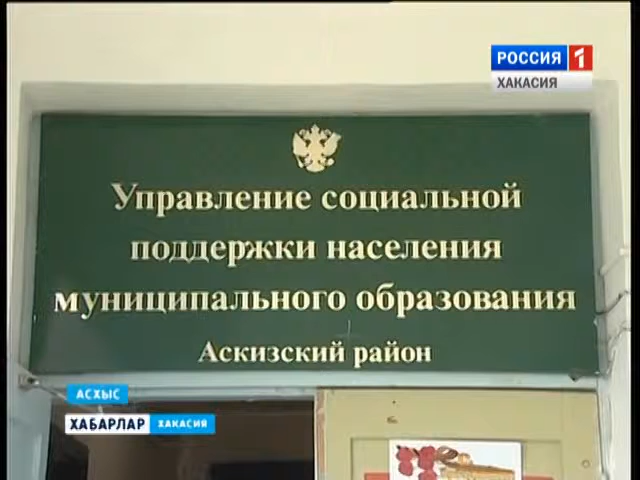 РОССИЯ 1
ХАКАСИЯ
Управление социальной
поддержки населения
муниципального образования
Аскизский район
АСХЫС
ХАБАРЛАР ХАКАСИЯ